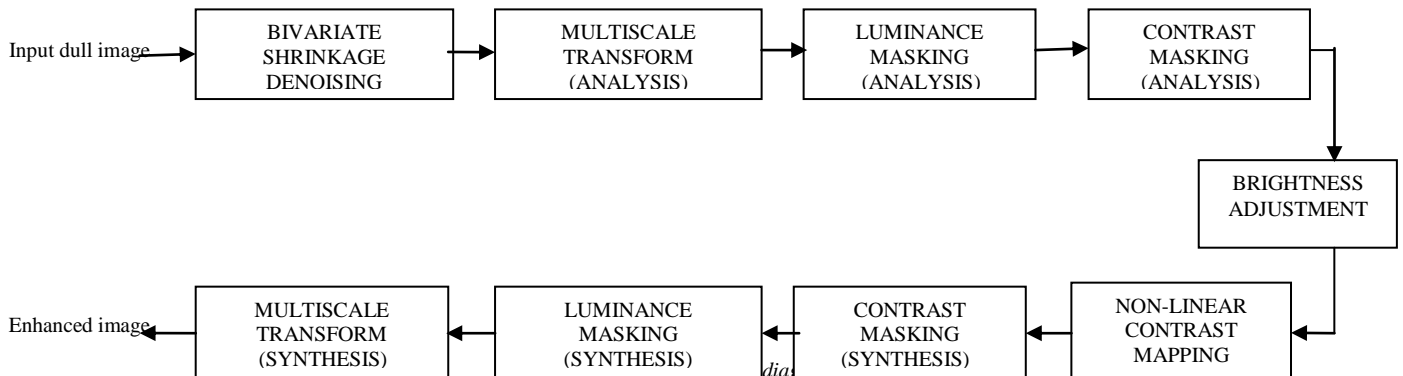 Input dull image
BIVARIATE
SHRINKAGE
DENOISING
MULTISCALE
TRANSFORM
(ANALYSIS)
LUMINANCE
MASKING
(ANALYSIS)
CONTRAST
MASKING
(ANALYSIS)
BRIGHTNESS
ADJUSTMENT
NON-LINEAR
CONTRAST
MAPPING
CONTRAST
MASKING
(SYNTHESIS)
LUMINANCE
MASKING
(SYNTHESIS)
MULTISCALE
TRANSFORM
(SYNTHESIS)
Enhanced image